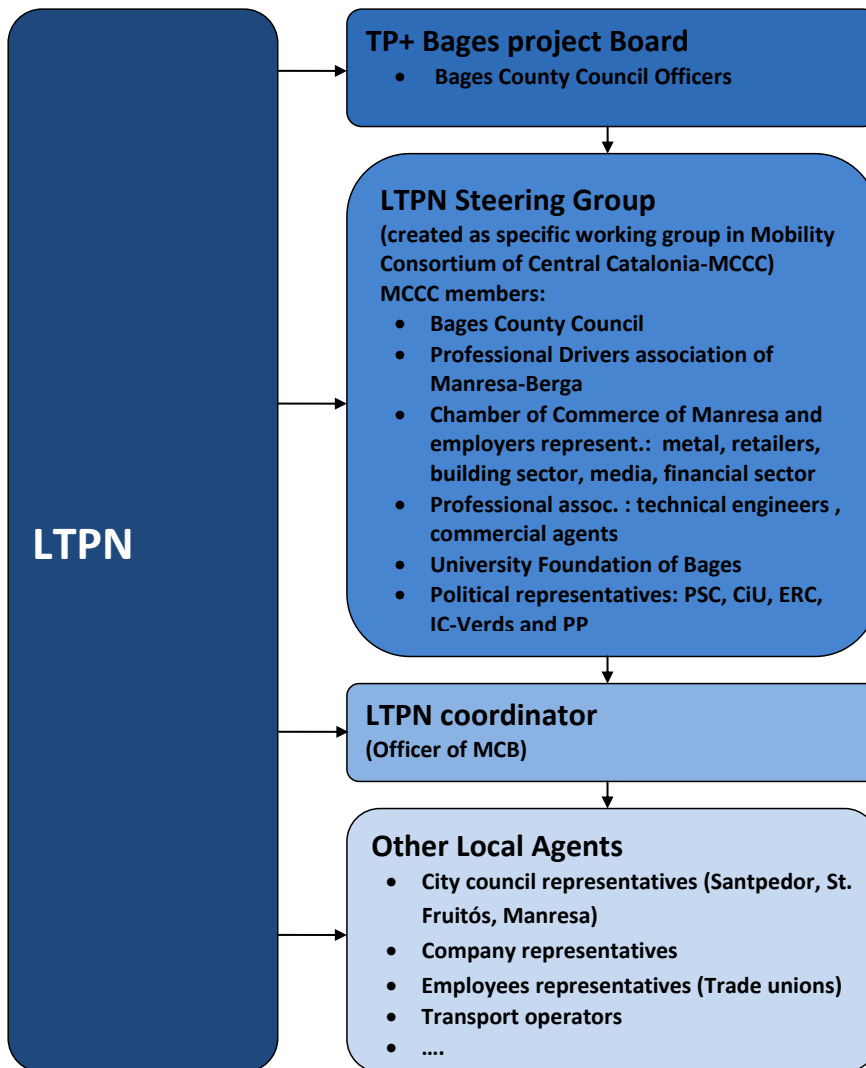 LTPN
TP+ Bages project Board
• Bages County Council Officers
LTPN Steering Group
(created as specific working group in Mobility
Consortium of Central Catalonia-MCCC)
MCCC members:
• Bages County Council
• Professional Drivers association of
Manresa-Berga
• Chamber of Commerce of Manresa and
employers represent.: metal, retailers,
building sector, media, financial sector
• Professional assoc. : technical engineers ,
commercial agents
• University Foundation of Bages
• Political representatives: PSC, CiU, ERC,
IC-Verds and PP
LTPN coordinator
(Officer of MCB)
Other Local Agents
• City council representatives (Santpedor, St.
Fruitós, Manresa)
• Company representatives
• Employees representatives (Trade unions)
• Transport operators
• ....